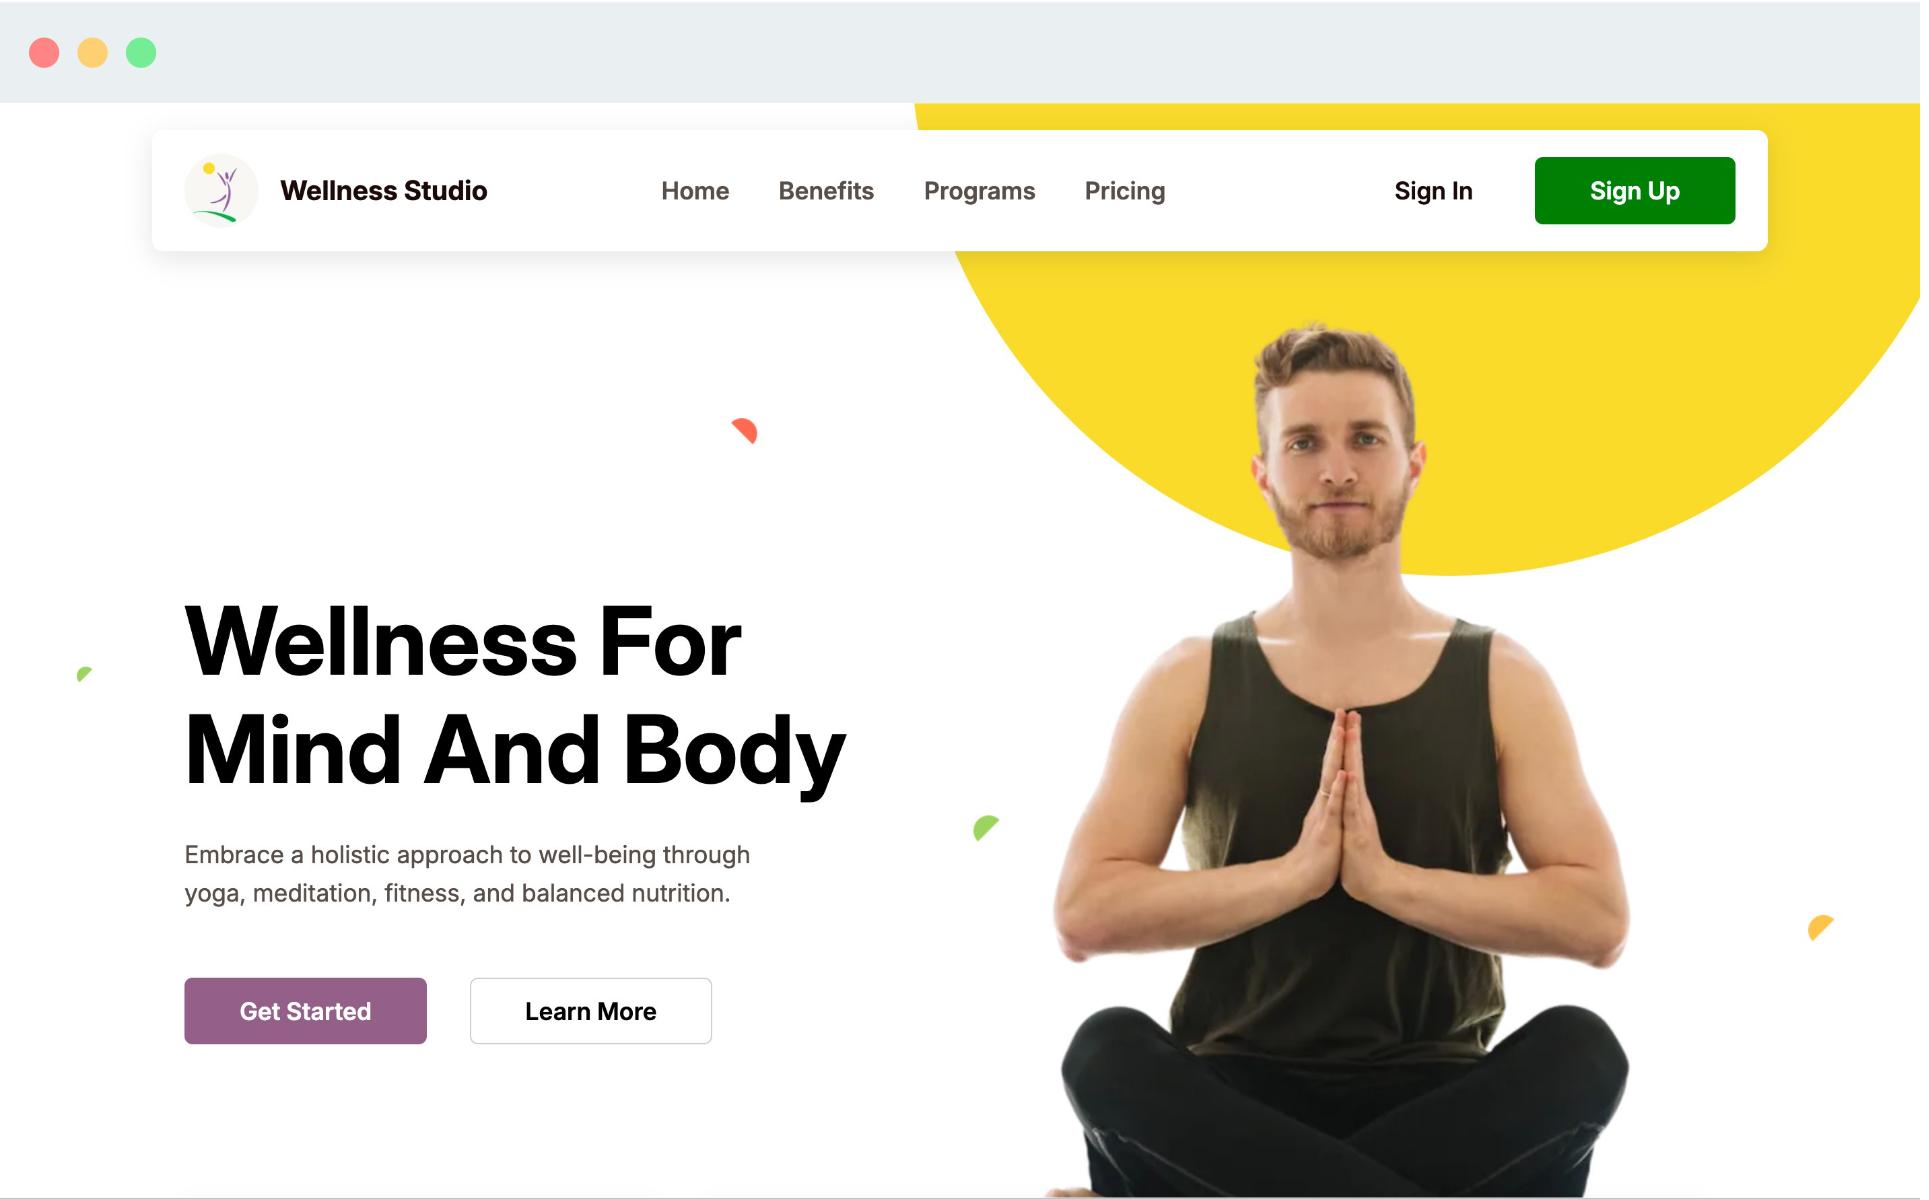 Wellness Studio
Home
Benefits
Programs
Pricing
Sign In
Sign Up
Wellness For
Mind And Body
Embrace a holistic approach to well-being through
yoga, meditation, fitness, and balanced nutrition.
Get Started
Learn More